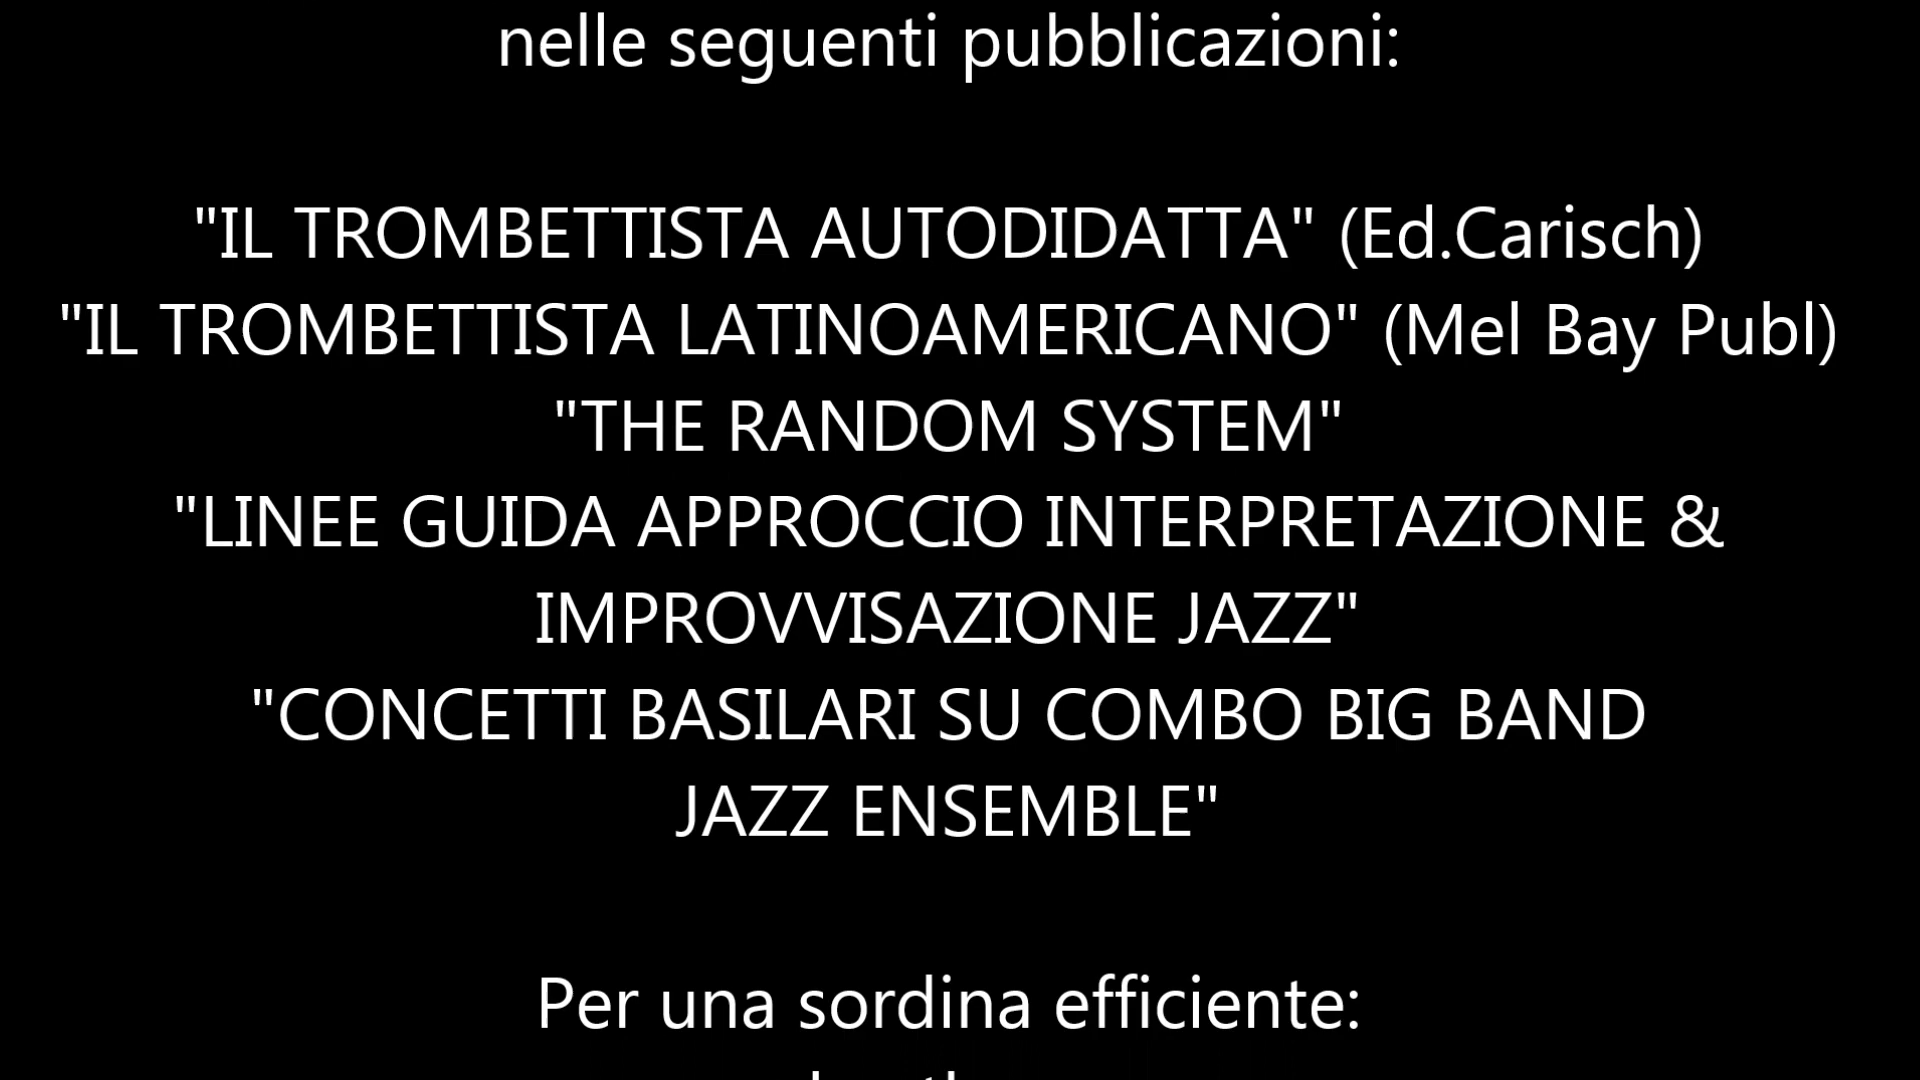 nelle seguenti pubblicazioni:
"IL TROMBETTISTA AUTODIDATTA" (Ed.Carisch)
"IL TROMBETTISTA LATINOAMERICANO" (Mel Bay Publ)
"THE RANDOM SYSTEM"
"LINEE GUIDA APPROCCIO INTERPRETAZIONE &
IMPROVVISAZIONE JAZZ"
"CONCETTI BASILARI SU COMBO BIG BAND
JAZZ ENSEMBLE"
Per una sordina efficiente: